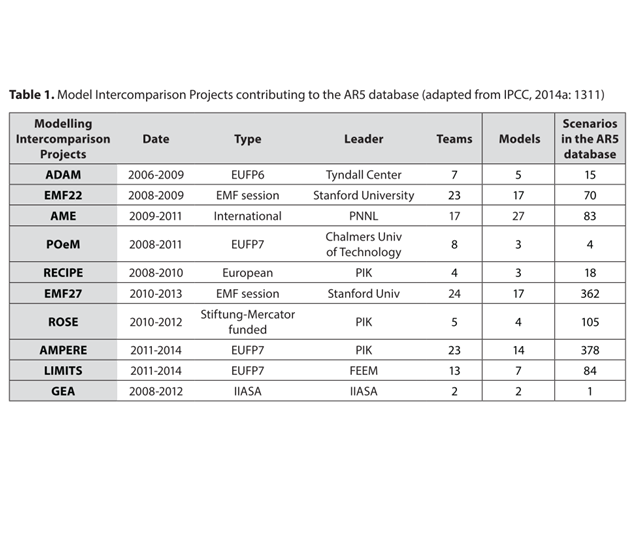 Table 1. Model Intercomparison Projects contributing to the AR5 database (adapted from IPCC, 2014a: 1311)
Modelling Intercomparison Projects Date Type Leader Teams Models Scenarios in the AR5 database
ADAM 2006-2009 EUFP6 Tyndall Center 7 5 15
EMF22 2008-2009 EMF session Stanford University 23 17 70
AME 2009-2011 International PNNL 17 27 83
POeM 2008-2011 EUFP7 Chalmers Univ of Technology 8 3 4
RECIPE 2008-2010 European PIK 4 3 18
EMF27 2010-2013 EMF session Stanford Univ 24 17 362
ROSE 2010-2012 Stiftung-Mercator funded PIK 5 4 105
AMPERE 2011-2014 EUFP7 PIK 23 14 378
LIMITS 2011-2014 EUFP7 FEEM 13 7 84
GEA 2008-2012 IIASA IIASA 2 2 1